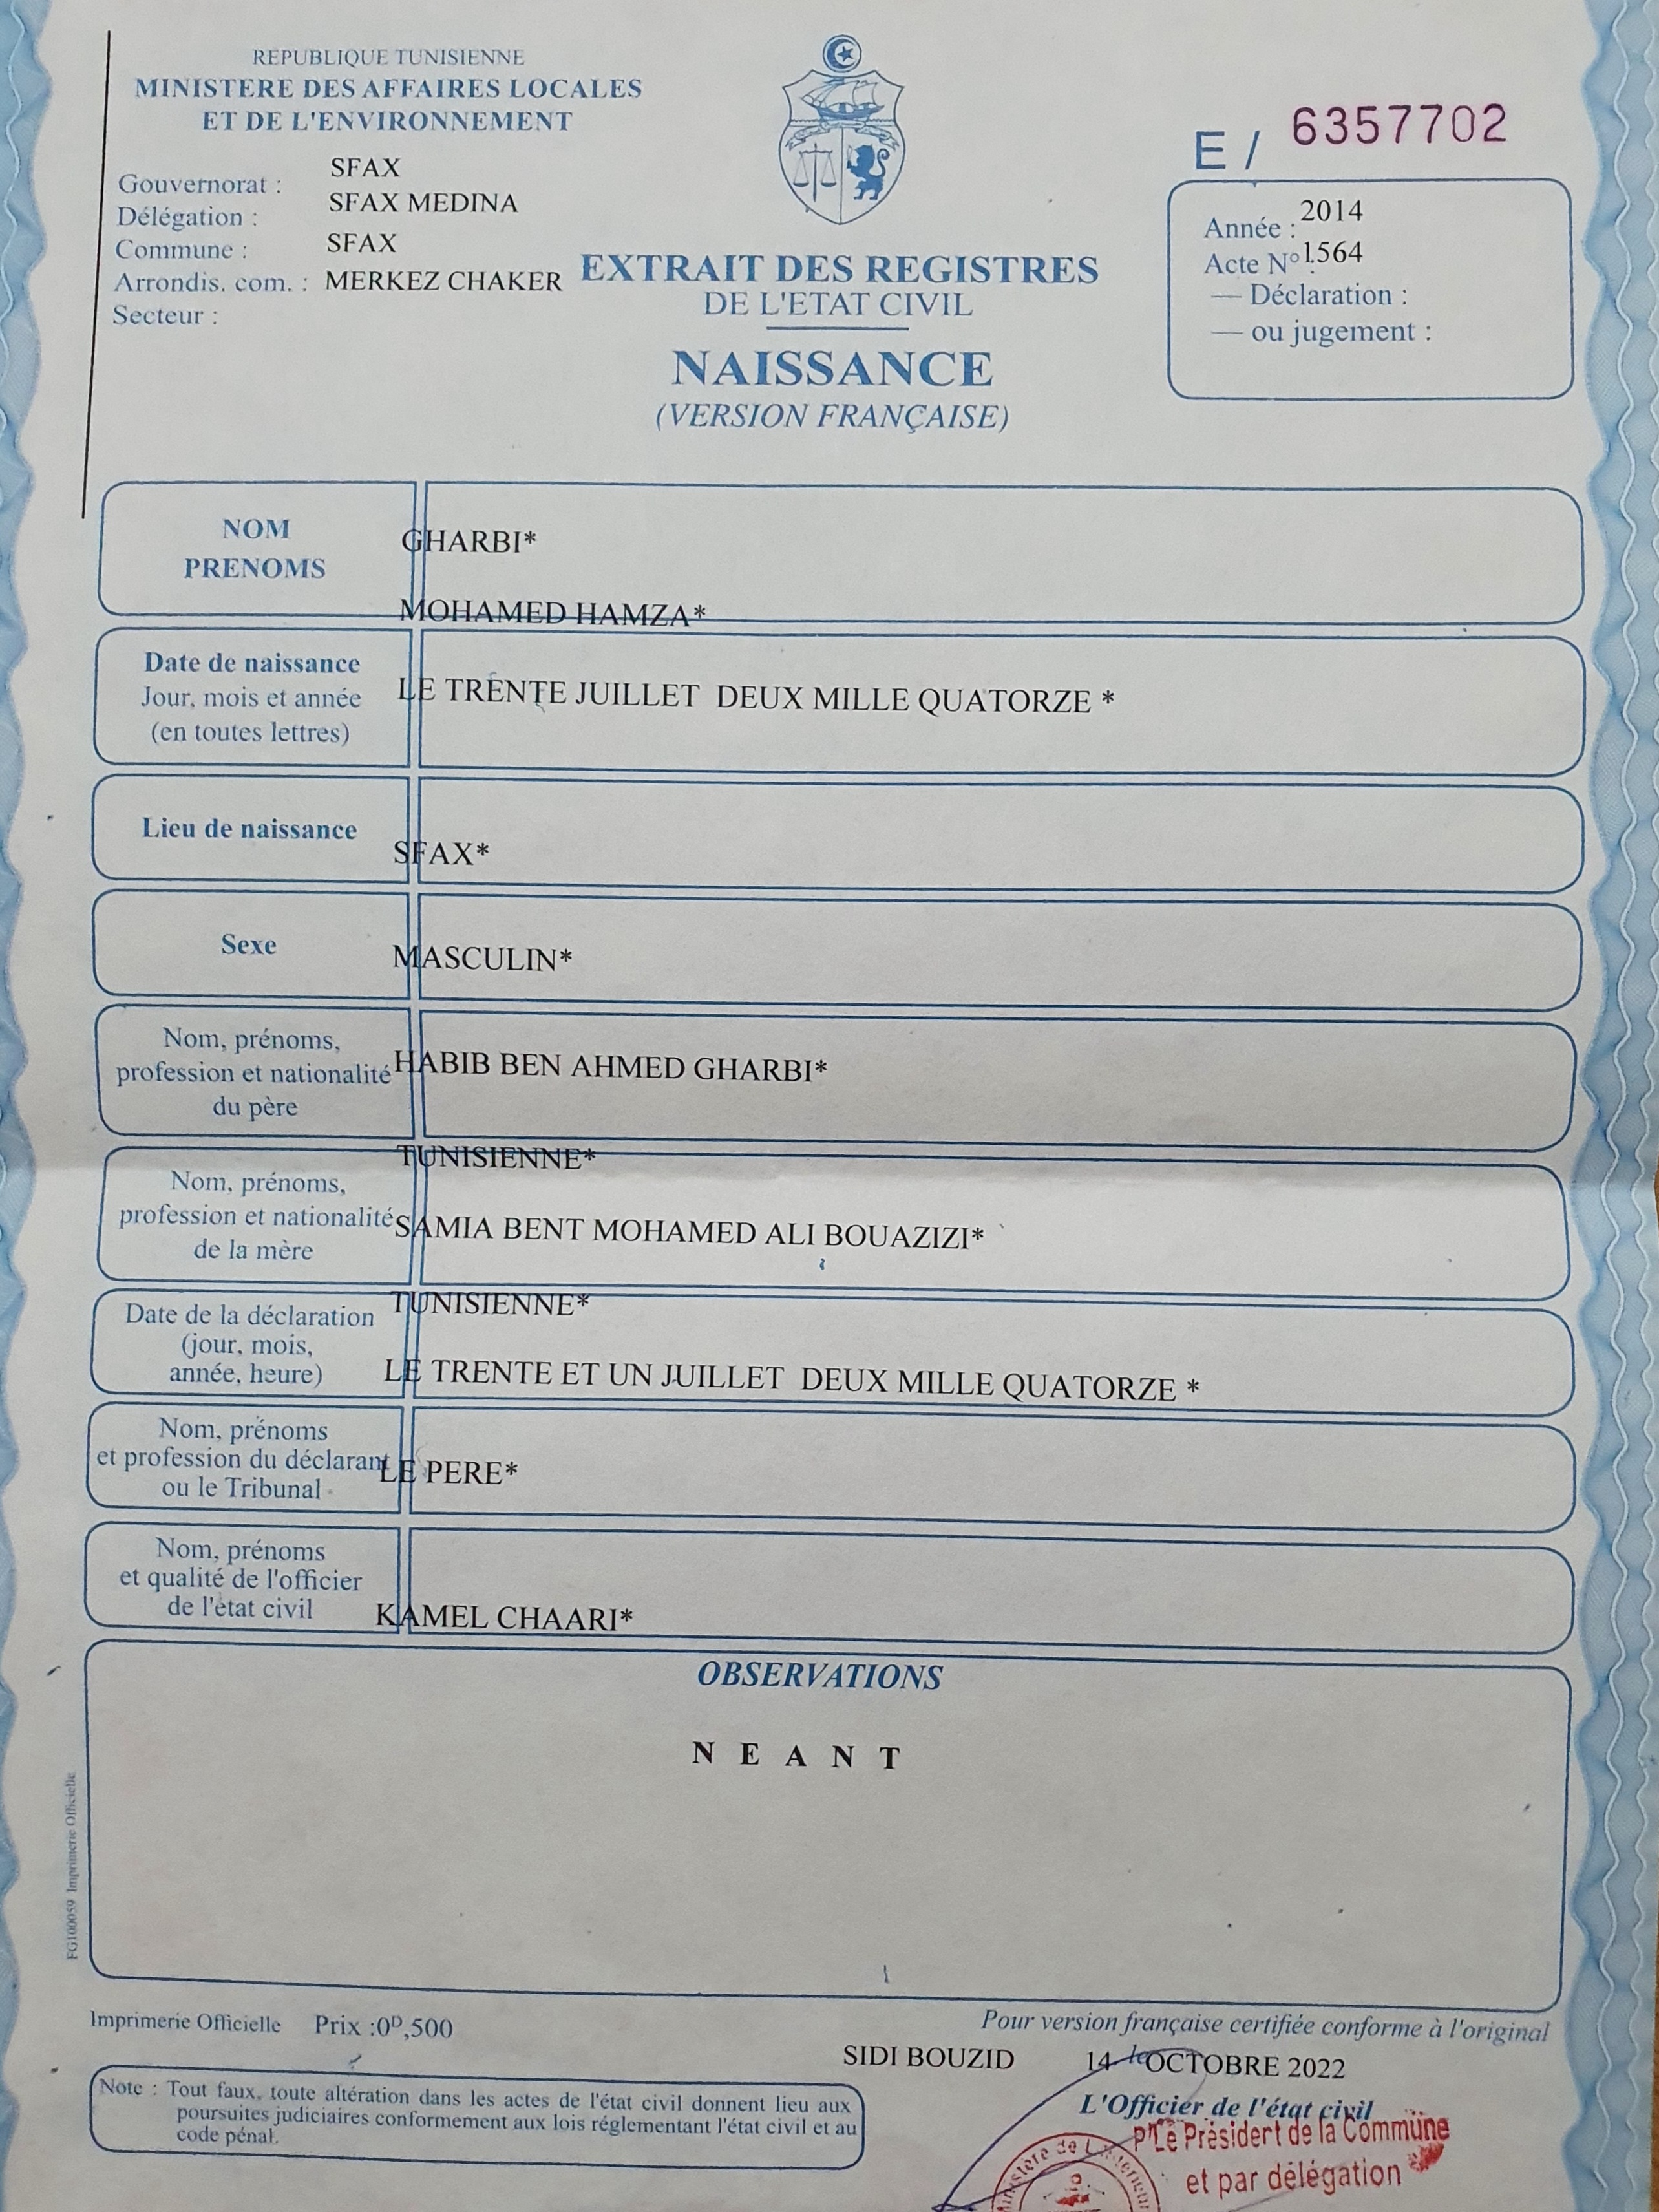 REPUBLIQUE TUNISIENNE
MINISTERE DES AFFAIRES LOCALES
ET DE L'ENVIRONNEMENT
Gouvernorat : SFAX
Délégation : SFAX MEDINA
Commune : SFAX
Arrondis. com. : MERKEZ CHAKER
Secteur :
E / 6357702
Année : 2014
Acte N° : 1564
— Déclaration :
— ou jugement :
EXTRAIT DES REGISTRES
DE L'ETAT CIVIL
NAISSANCE
(VERSION FRANÇAISE)
NOM
PRENOMS
GHARBI*
MOHAMED HAMZA*
Date de naissance
Jour, mois et année
(en toutes lettres)
LE TRENTE JUILLET DEUX MILLE QUATORZE *
Lieu de naissance
SFAX*
Sexe
MASCULIN*
Nom, prénoms,
profession et nationalité
du père
HABIB BEN AHMED GHARBI*
TUNISIENNE*
Nom, prénoms,
profession et nationalité
de la mère
SAMIA BENT MOHAMED ALI BOUAZIZI*
TUNISIENNE*
Date de la déclaration
(jour, mois,
année, heure)
LE TRENTE ET UN JUILLET DEUX MILLE QUATORZE *
Nom, prénoms
et profession du déclarant
ou le Tribunal
LE PERE*
Nom, prénoms
et qualité de l'officier
de l'état civil
KAMEL CHAARI*
OBSERVATIONS
N E A N T
FG100059 Imprimerie Officielle
Imprimerie Officielle Prix :0D,500
Pour version française certifiée conforme à l'original
SIDI BOUZID 14 le OCTOBRE 2022
L'Officier de l'état civil
Note : Tout faux, toute altération dans les actes de l'état civil donnent lieu aux
poursuites judiciaires conformement aux lois réglementant l'état civil et au
code pénal.
P/Le Président de la Commune
et par délégation
Ministère de L'Interieur